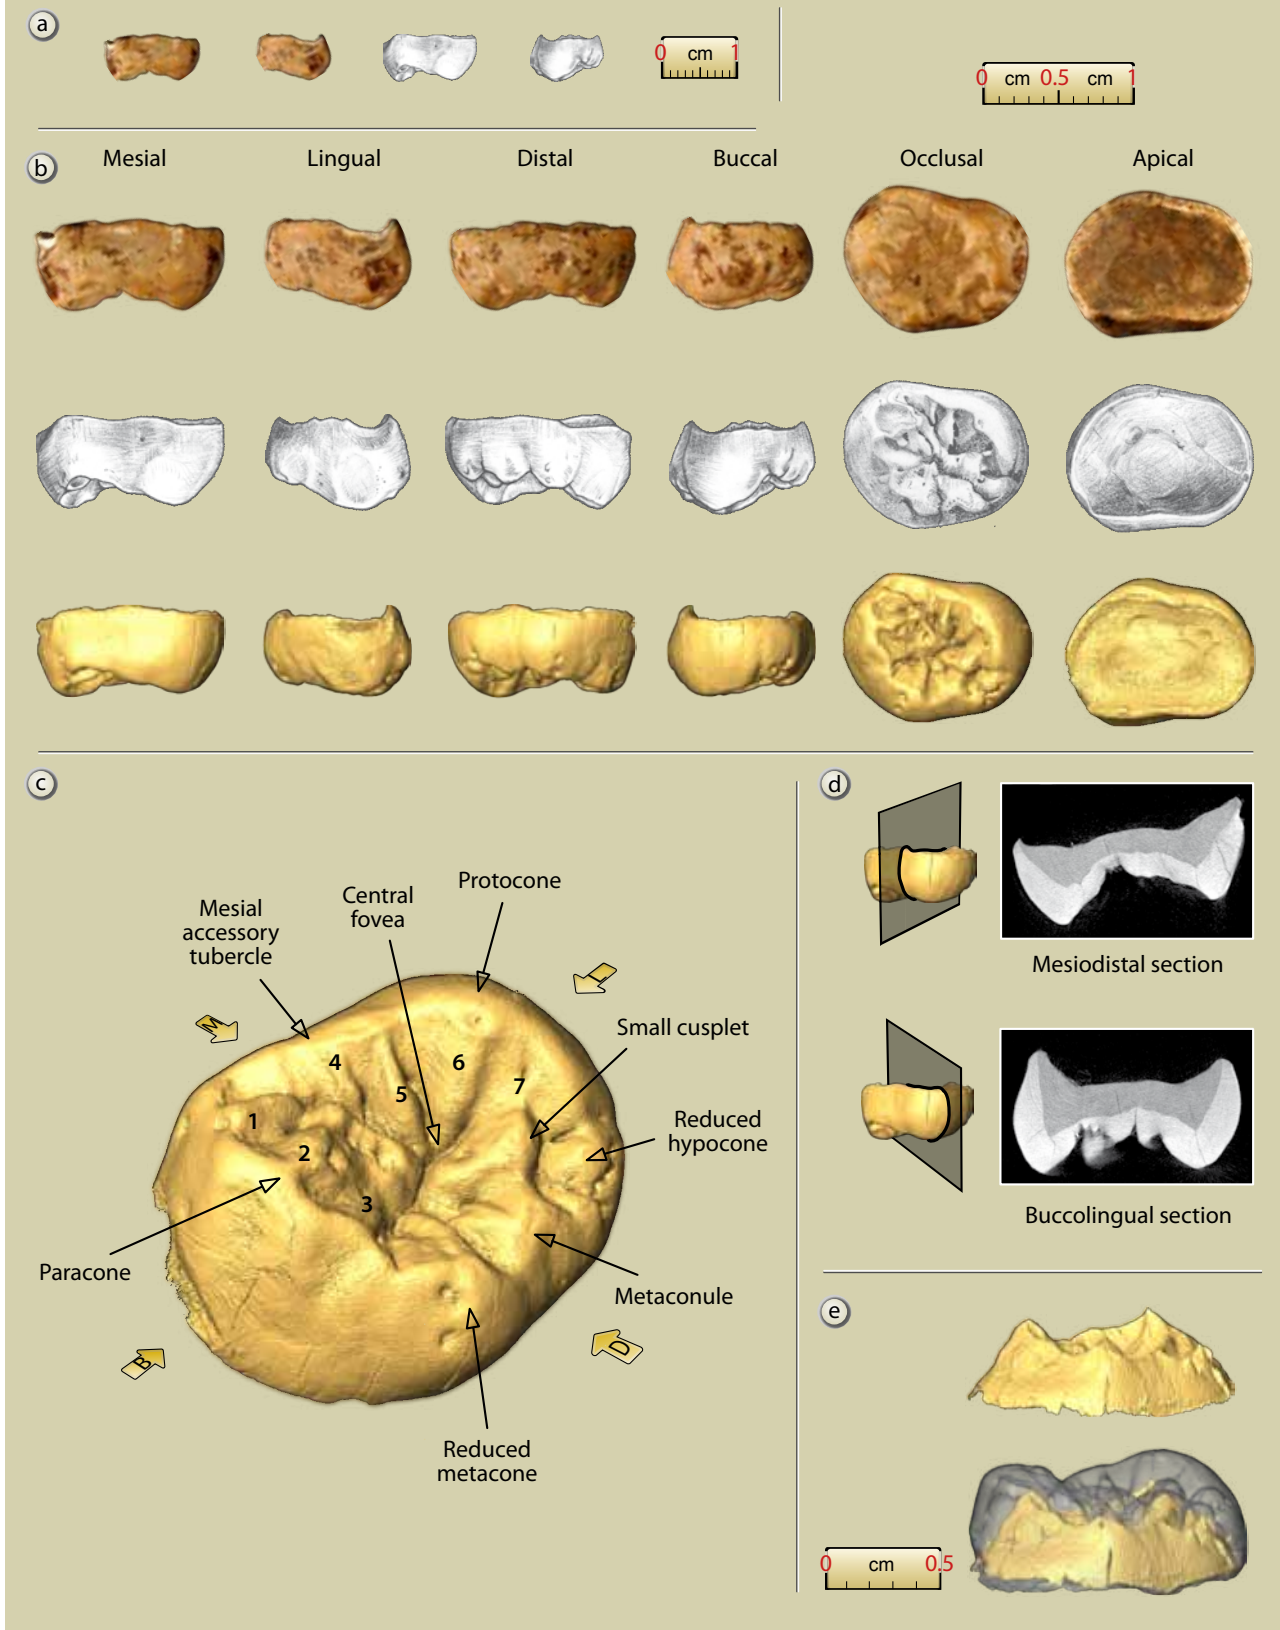 a
0 cm 1
0 cm 0.5 cm 1
b
Mesial Lingual Distal Buccal Occlusal Apical
c
Protocone
Central
fovea
Mesial
accessory
tubercle
M
L
Small cusplet
Reduced
hypocone
4
5
6
7
1
2
3
Paracone
Metaconule
B
D
Reduced
metacone
d
Mesiodistal section
Buccolingual section
e
0 cm 0.5